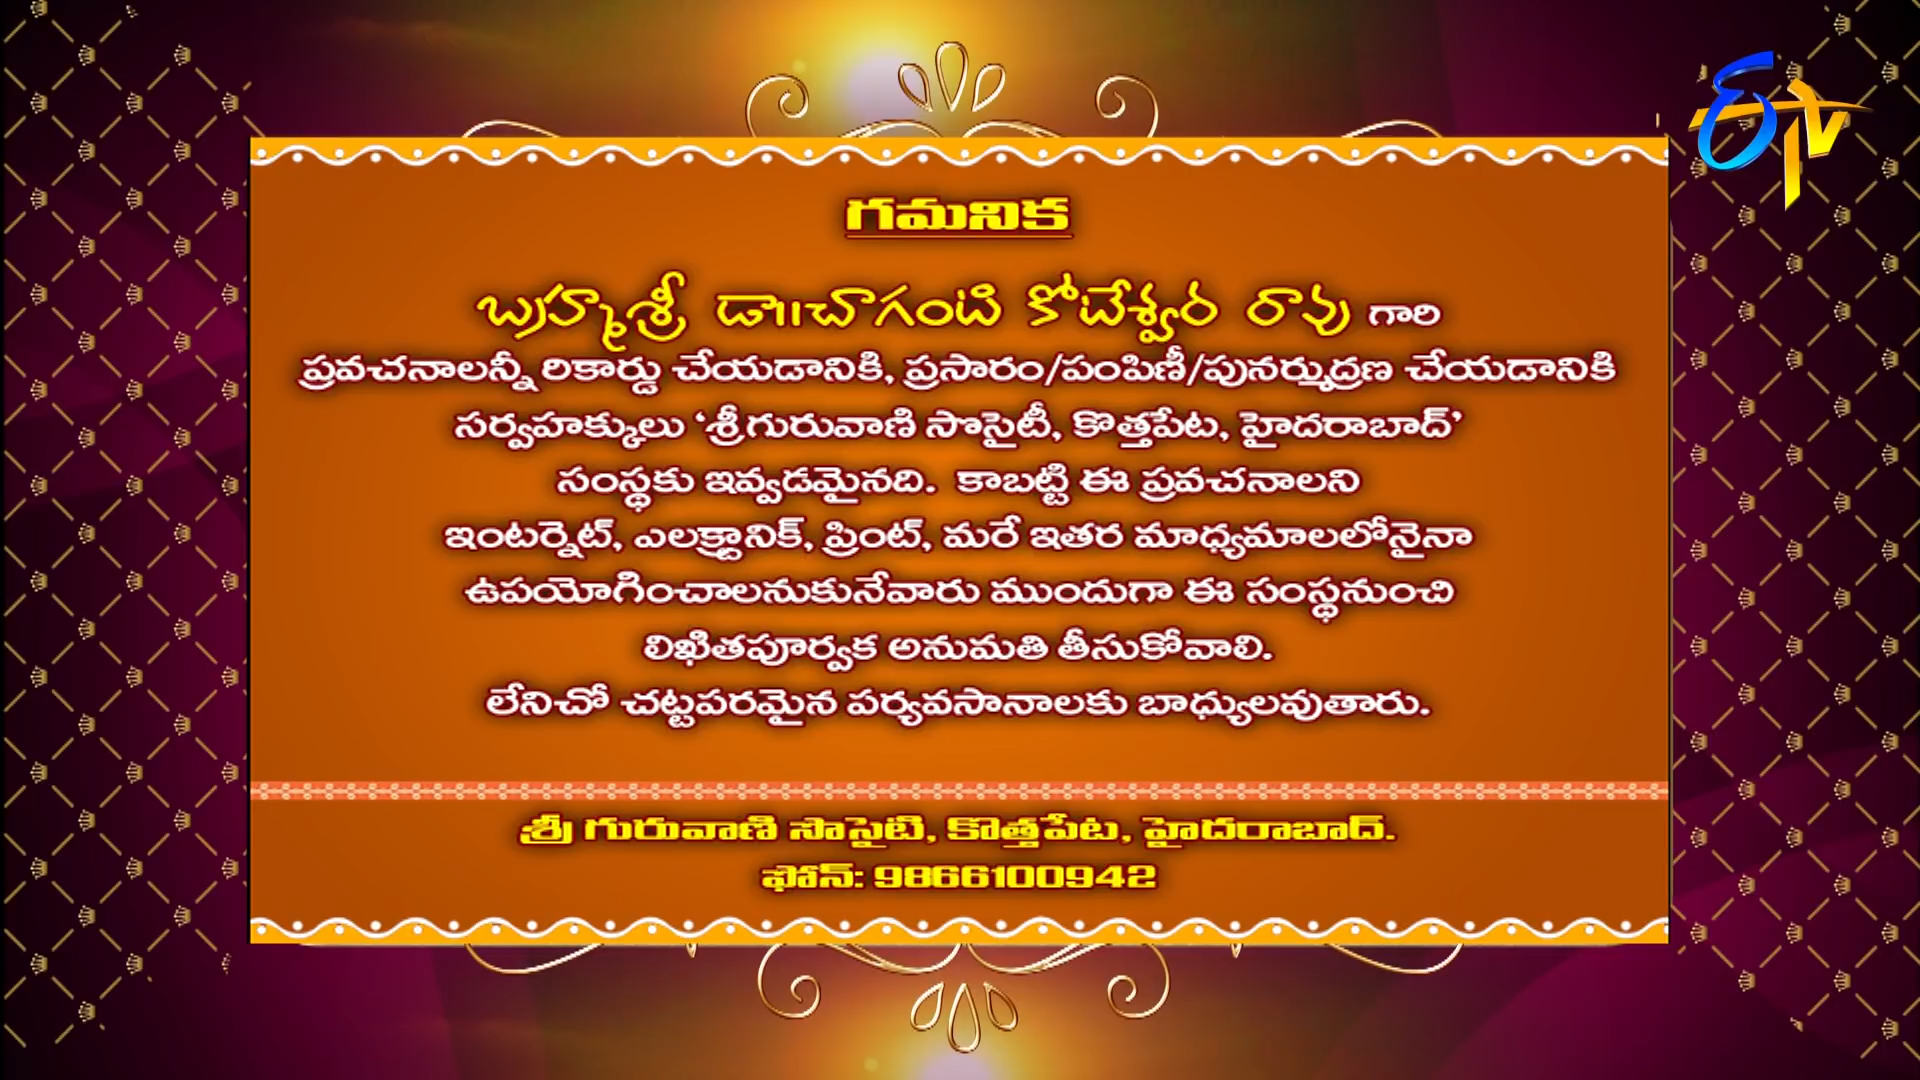 ఈTV
గమనిక
బ్రహ్మశ్రీ డా॥చాగంటి కోటేశ్వర రావు గారి
ప్రవచనాలన్నీ రికార్డు చేయడానికి, ప్రసారం/పంపిణీ/పునర్ముద్రణ చేయడానికి
సర్వహక్కులు ‘శ్రీగురువాణి సొసైటీ, కొత్తపేట, హైదరాబాద్’
సంస్థకు ఇవ్వడమైనది. కాబట్టి ఈ ప్రవచనాలని
ఇంటర్నెట్, ఎలక్ట్రానిక్, ప్రింట్, మరే ఇతర మాధ్యమాలలోనైనా
ఉపయోగించాలనుకునేవారు ముందుగా ఈ సంస్థనుంచి
లిఖితపూర్వక అనుమతి తీసుకోవాలి.
లేనిచో చట్టపరమైన పర్యవసానాలకు బాధ్యులవుతారు.
శ్రీ గురువాణి సొసైటి, కొత్తపేట, హైదరాబాద్.
ఫోన్: 9866100942